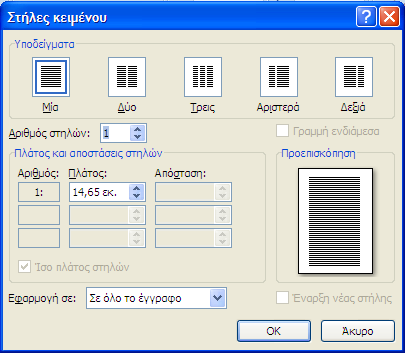 Στήλες κειμένου
Υποδείγματα
Μία Δύο Τρεις Αριστερά Δεξιά
Αριθμός στηλών: 1 Γραμμή ενδιάμεσα
Πλάτος και αποστάσεις στηλών Προεπισκόπηση
Αριθμός: Πλάτος: Απόσταση:
1: 14,65 εκ.
Ίσο πλάτος στηλών
Εφαρμογή σε: Σε όλο το έγγραφο Έναρξη νέας στήλης
OK Άκυρο